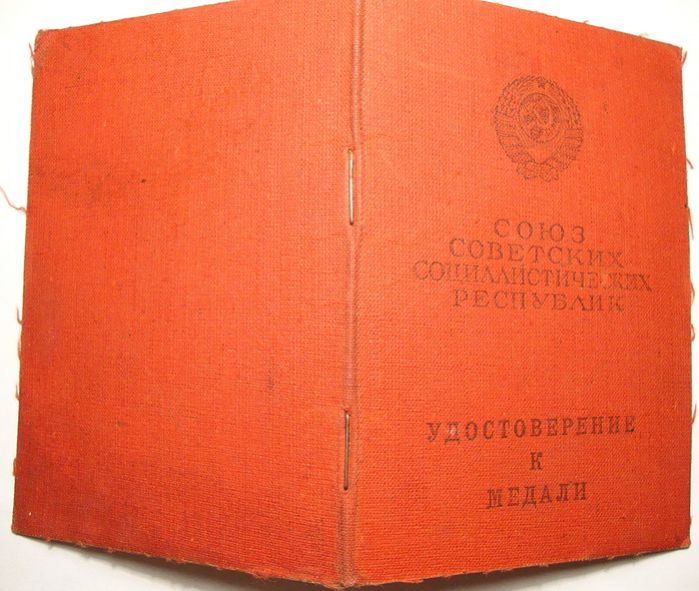 СОЮЗ
СОВЕТСКИХ
СОЦИАЛИСТИЧЕСКИХ
РЕСПУБЛИК
УДОСТОВЕРЕНИЕ
К
МЕДАЛИ